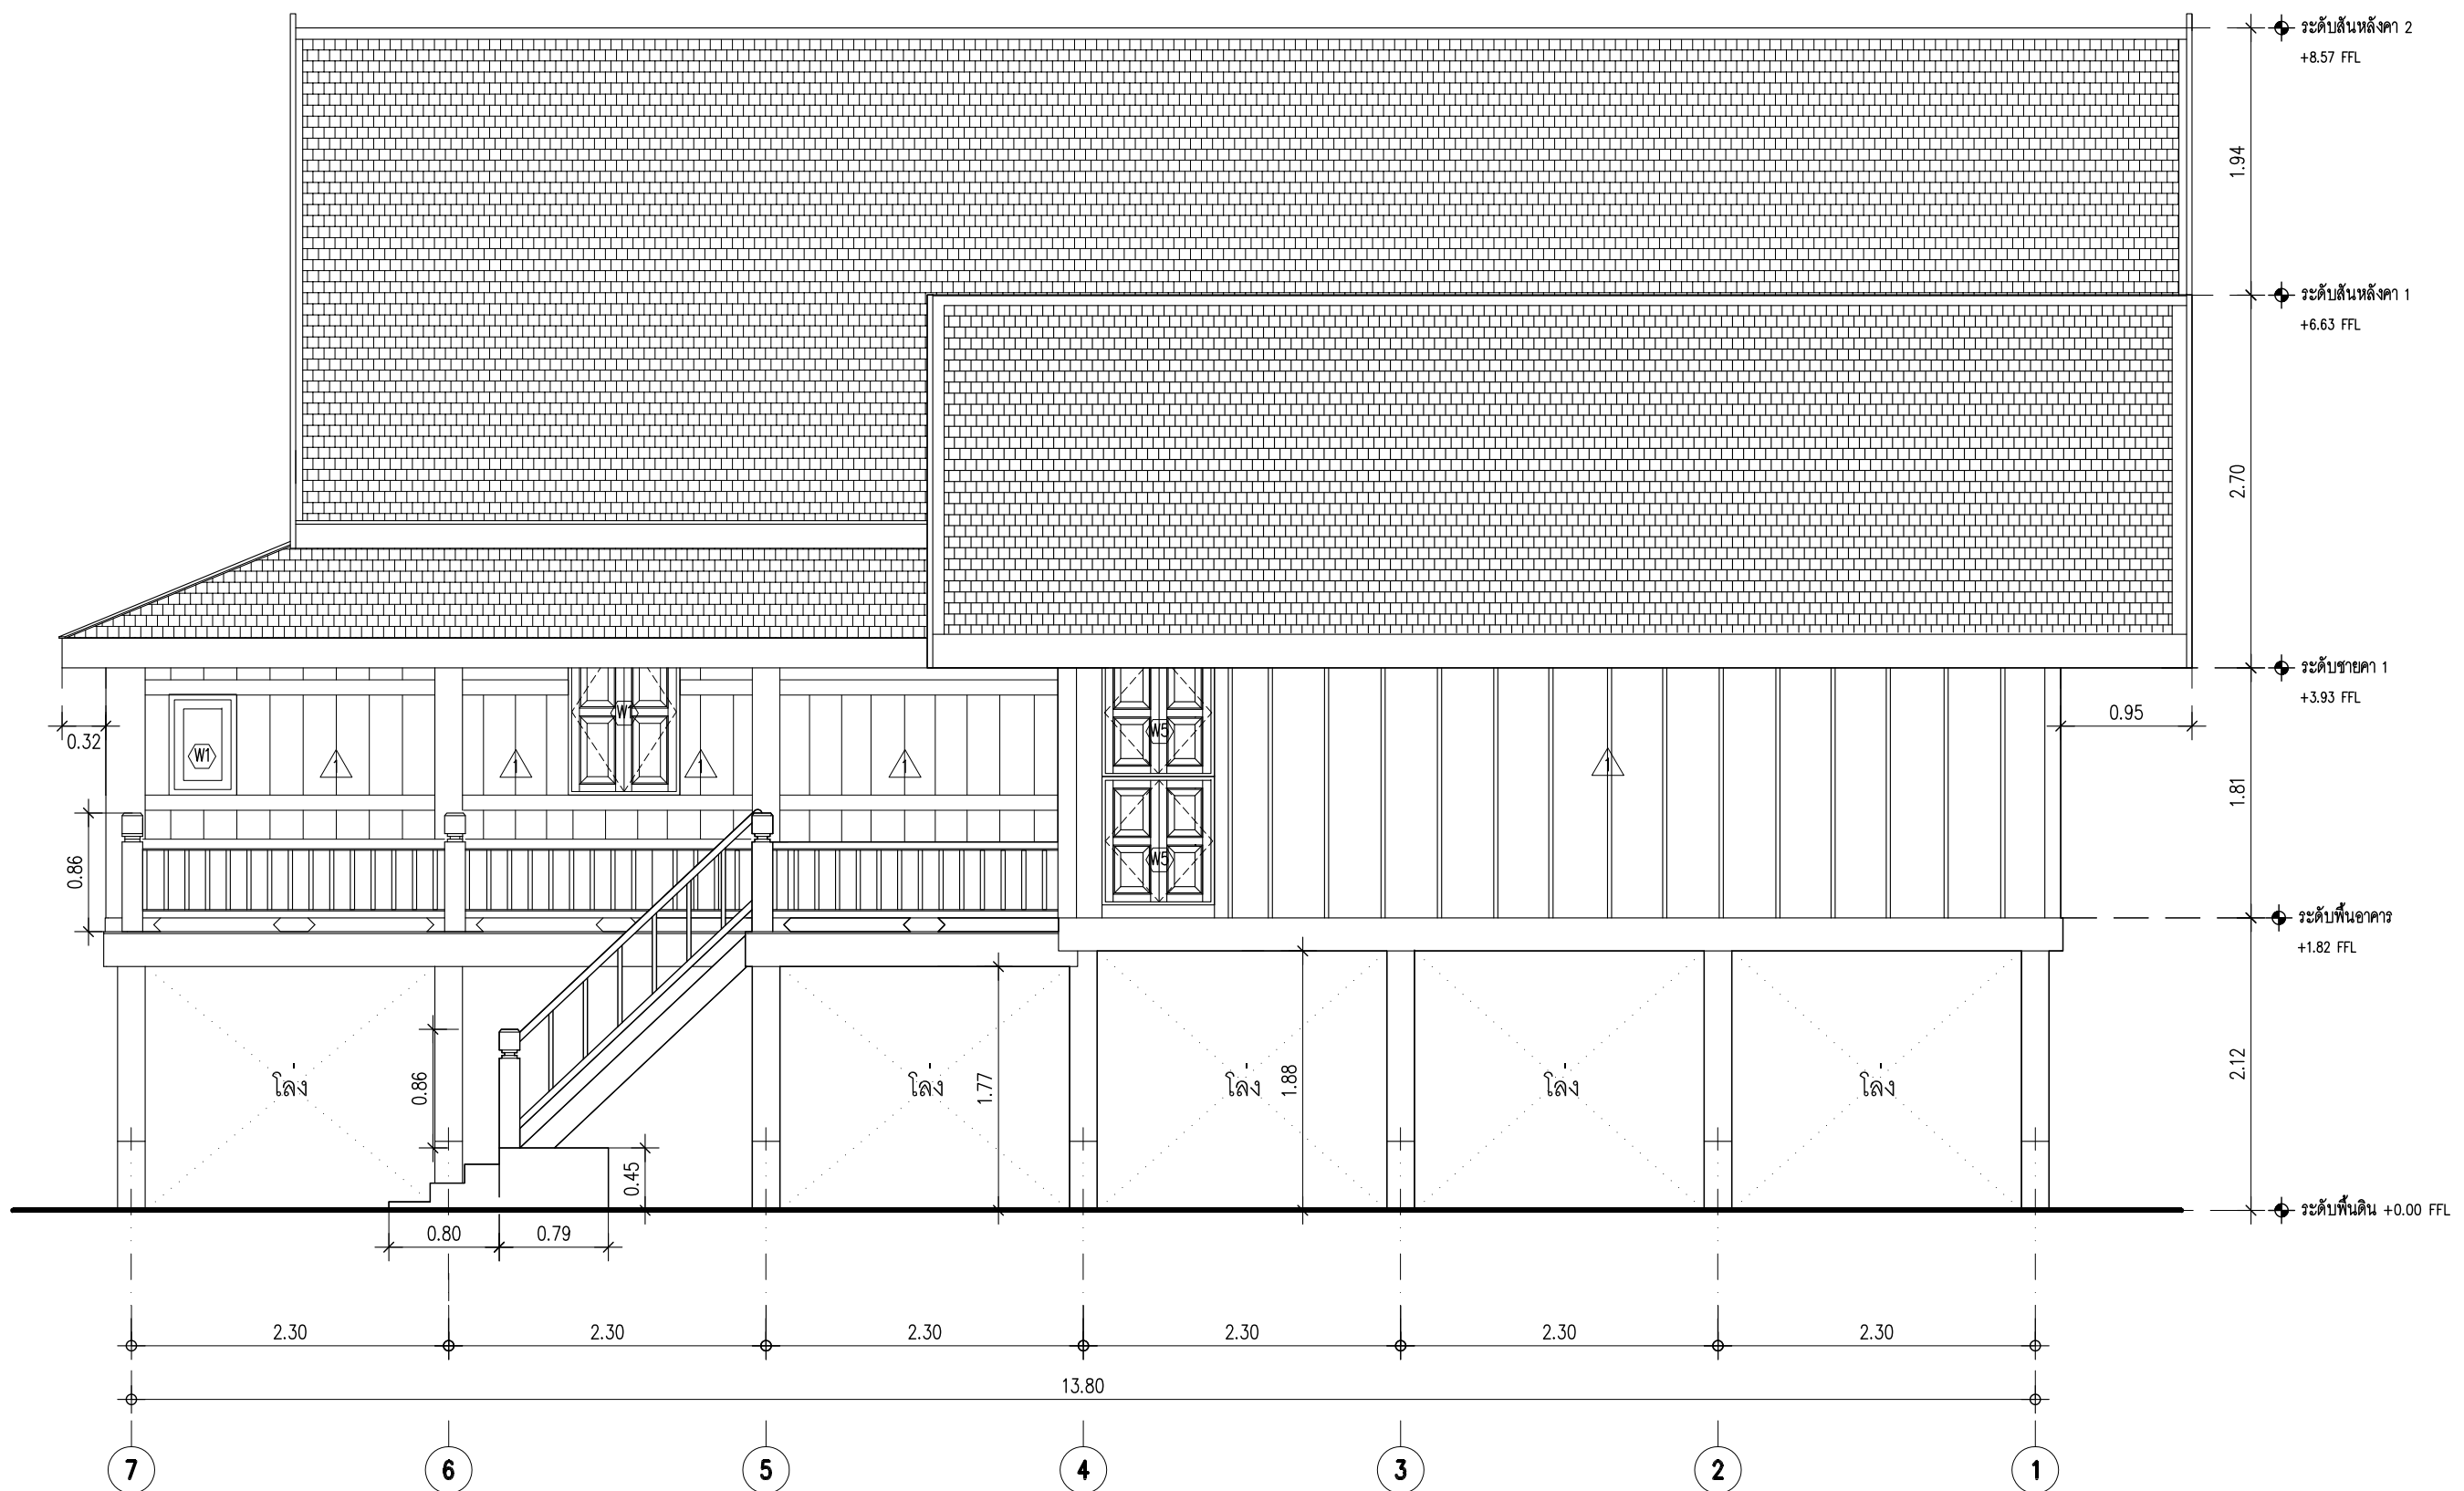 ระดับสันหลังคา 2
+8.57 FFL
1.94
ระดับสันหลังคา 1
+6.63 FFL
2.70
ระดับชายคา 1
+3.93 FFL
0.95
0.32
W1
W1
W5
1
1
1
1
1
1.81
0.86
W5
ระดับพื้นอาคาร
+1.82 FFL
0.86
โล่ง
โล่ง
1.77
โล่ง
1.88
โล่ง
โล่ง
2.12
0.45
ระดับพื้นดิน +0.00 FFL
0.80
0.79
2.30
2.30
2.30
2.30
2.30
2.30
13.80
7
6
5
4
3
2
1